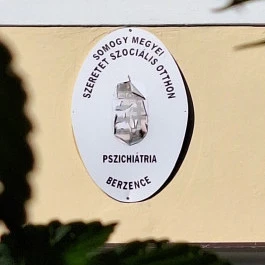 SOMOGY MEGYEI
SZERETET SZOCIÁLIS OTTHON
PSZICHIÁTRIA
BERZENCE